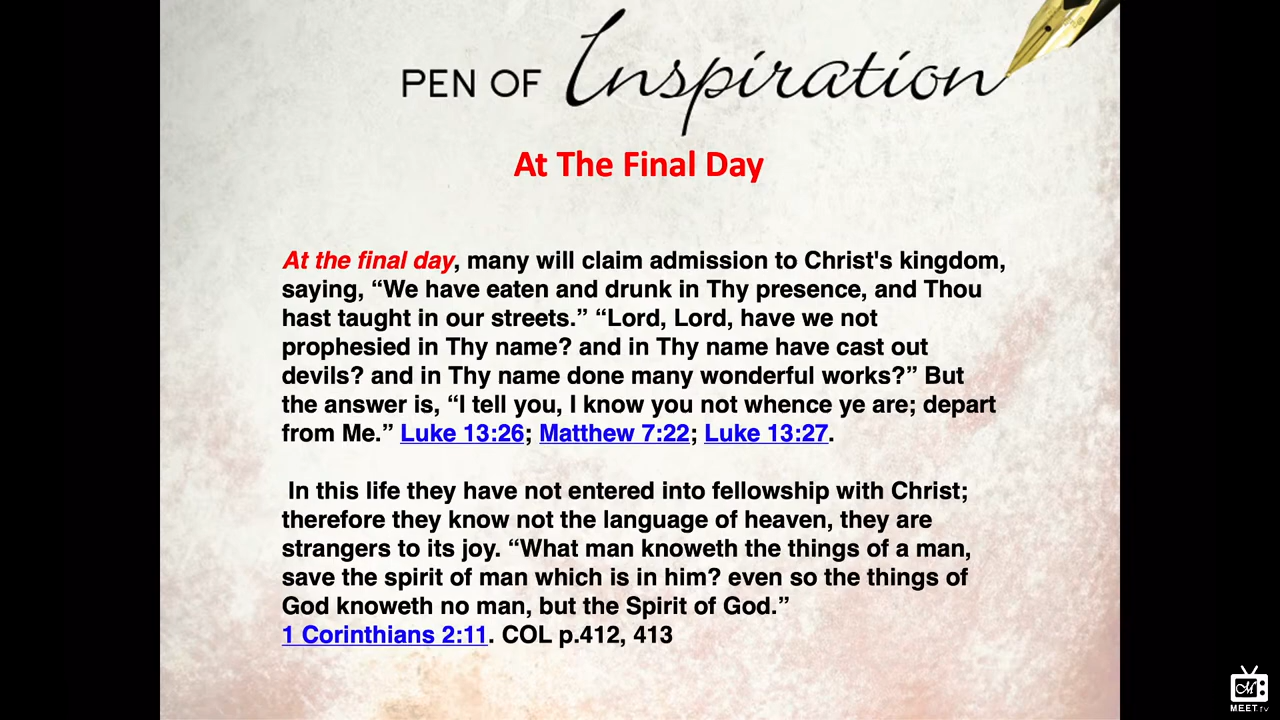 PEN OF Inspiration
At The Final Day
At the final day, many will claim admission to Christ's kingdom,
saying, “We have eaten and drunk in Thy presence, and Thou
hast taught in our streets.” “Lord, Lord, have we not
prophesied in Thy name? and in Thy name have cast out
devils? and in Thy name done many wonderful works?” But
the answer is, “I tell you, I know you not whence ye are; depart
from Me.” Luke 13:26; Matthew 7:22; Luke 13:27.
In this life they have not entered into fellowship with Christ;
therefore they know not the language of heaven, they are
strangers to its joy. “What man knoweth the things of a man,
save the spirit of man which is in him? even so the things of
God knoweth no man, but the Spirit of God.”
1 Corinthians 2:11. COL p.412, 413
M
MEET.TV